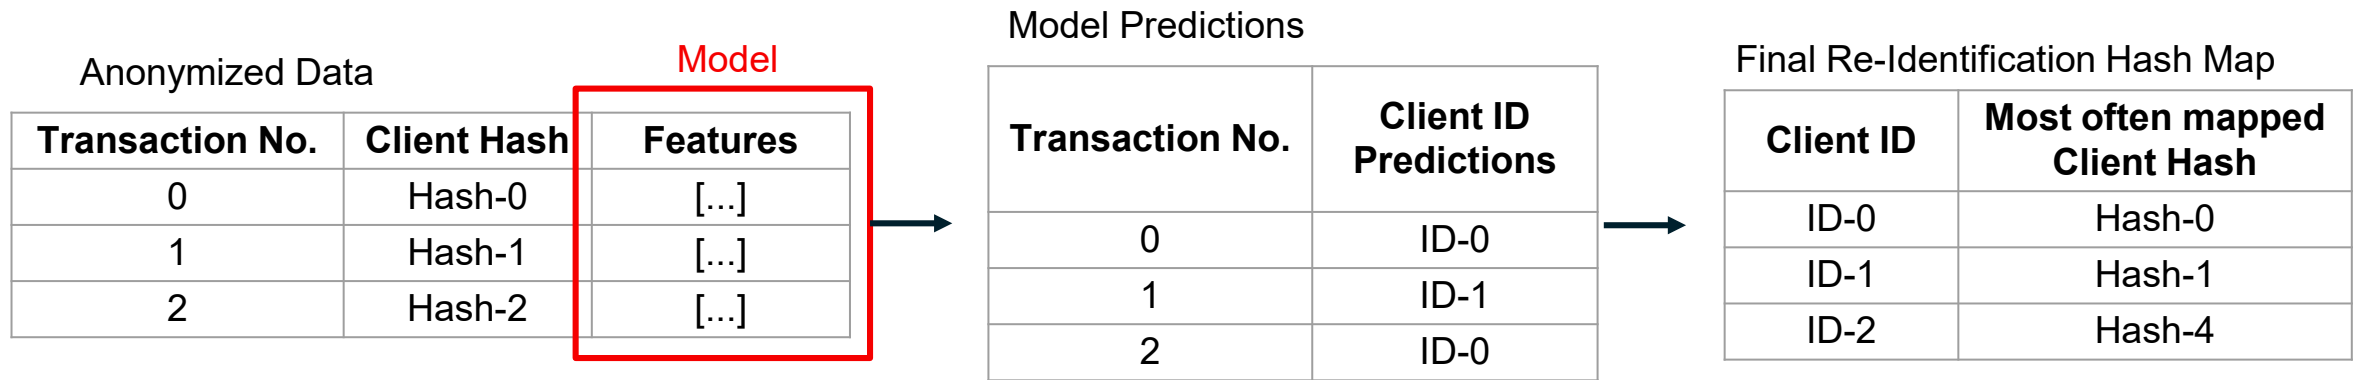 Anonymized Data
Model
Transaction No. Client Hash Features
0 Hash-0 [...]
1 Hash-1 [...]
2 Hash-2 [...]
Model Predictions
Transaction No. Client ID
Predictions
0 ID-0
1 ID-1
2 ID-0
Final Re-Identification Hash Map
Client ID Most often mapped
Client Hash
ID-0 Hash-0
ID-1 Hash-1
ID-2 Hash-4